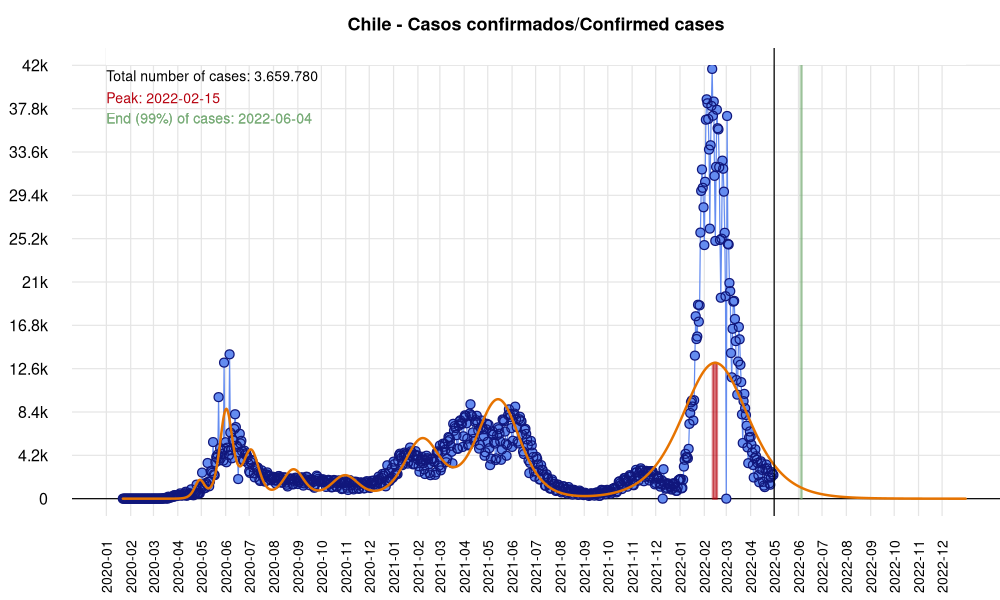 Chile - Casos confirmados/Confirmed cases
Total number of cases: 3.659.780
Peak: 2022-02-15
End (99%) of cases: 2022-06-04
42k
37.8k
33.6k
29.4k
25.2k
21k
16.8k
12.6k
8.4k
4.2k
0
2020-01
2020-02
2020-03
2020-04
2020-05
2020-06
2020-07
2020-08
2020-09
2020-10
2020-11
2020-12
2021-01
2021-02
2021-03
2021-04
2021-05
2021-06
2021-07
2021-08
2021-09
2021-10
2021-11
2021-12
2022-01
2022-02
2022-03
2022-04
2022-05
2022-06
2022-07
2022-08
2022-09
2022-10
2022-11
2022-12